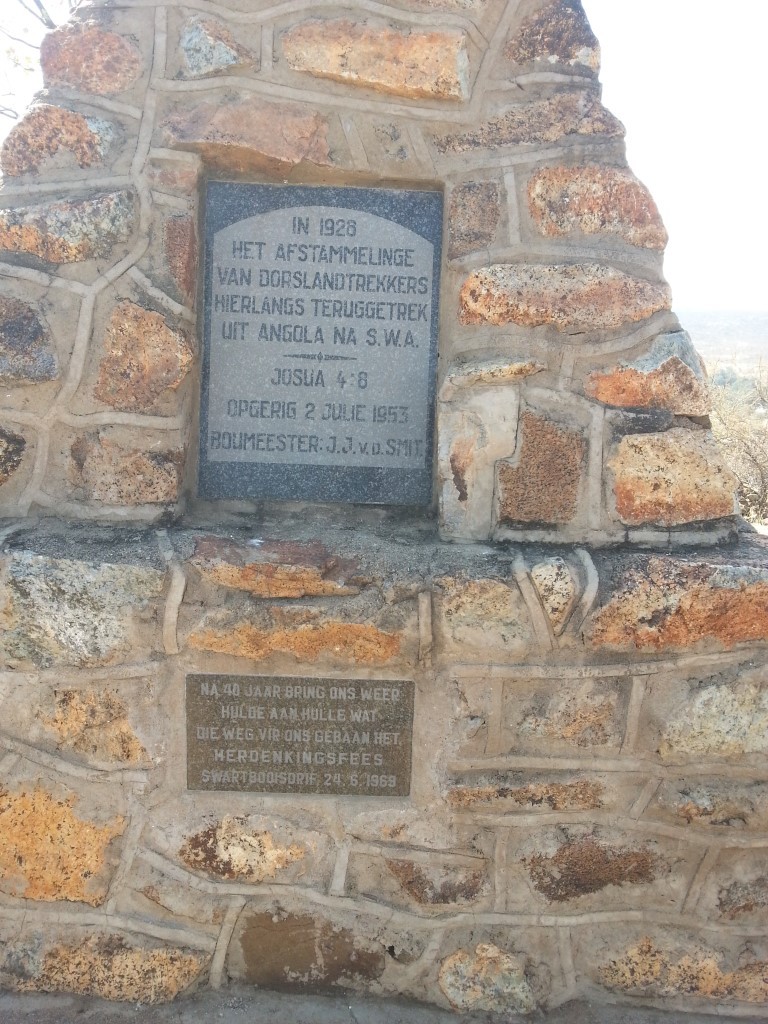 IN 1928
HET AFSTAMMELINGE
VAN DORSLANDTREKKERS
HIERLANGS TERUGGETREK
UIT ANGOLA NA S.W.A.
JOSUA 4:8
OPGERIG 2 JULIE 1953
BOUMEESTER: J.J. v.d. SMIT.
NA 40 JAAR BRING ONS WEER
HULDE AAN HULLE WAT
DIE WEG VIR ONS GEBAAN HET.
HERDENKINGSFEES
SWARTBOOISDRIF, 24.6.1968